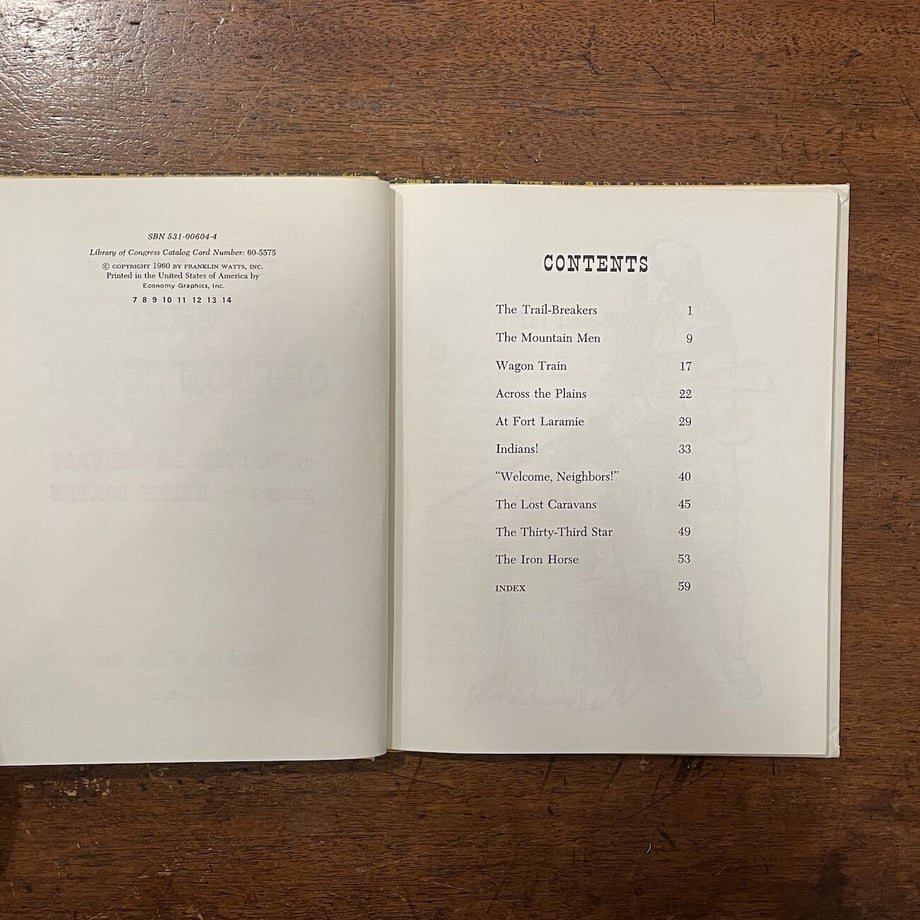 SBN 531-00604-4
Library of Congress Catalog Card Number: 60-5575
© COPYRIGHT 1960 BY FRANKLIN WATTS, INC.
Printed in the United States of America by
Economy Graphics, Inc.
7 8 9 10 11 12 13 14
CONTENTS
The Trail-Breakers 1
The Mountain Men 9
Wagon Train 17
Across the Plains 22
At Fort Laramie 29
Indians! 33
“Welcome, Neighbors!” 40
The Lost Caravans 45
The Thirty-Third Star 49
The Iron Horse 53
INDEX 59